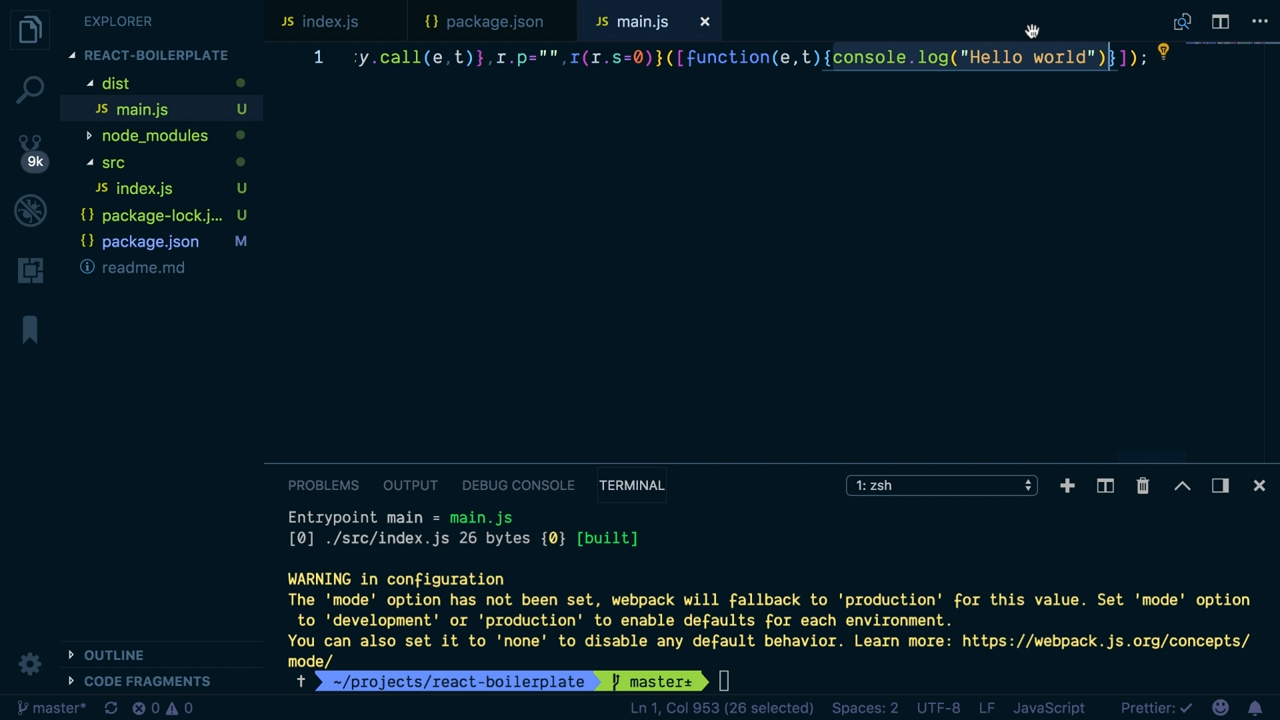 EXPLORER
REACT-BOILERPLATE
dist
JS main.js U
node_modules
src
JS index.js U
{} package-lock.j... U
{} package.json M
readme.md
OUTLINE
CODE FRAGMENTS
9k
JS index.js
{} package.json
JS main.js ×
1 y.call(e,t)},r.p="",r(r.s=0)}([function(e,t){console.log("Hello world")}]);
PROBLEMS OUTPUT DEBUG CONSOLE TERMINAL 1: zsh
Entrypoint main = main.js
[0] ./src/index.js 26 bytes {0} [built]
WARNING in configuration
The 'mode' option has not been set, webpack will fallback to 'production' for this value. Set 'mode' option
to 'development' or 'production' to enable defaults for each environment.
You can also set it to 'none' to disable any default behavior. Learn more: https://webpack.js.org/concepts/
mode/
~/projects/react-boilerplate master±
master* 0 0 Ln 1, Col 953 (26 selected) Spaces: 2 UTF-8 LF JavaScript Prettier: ✓